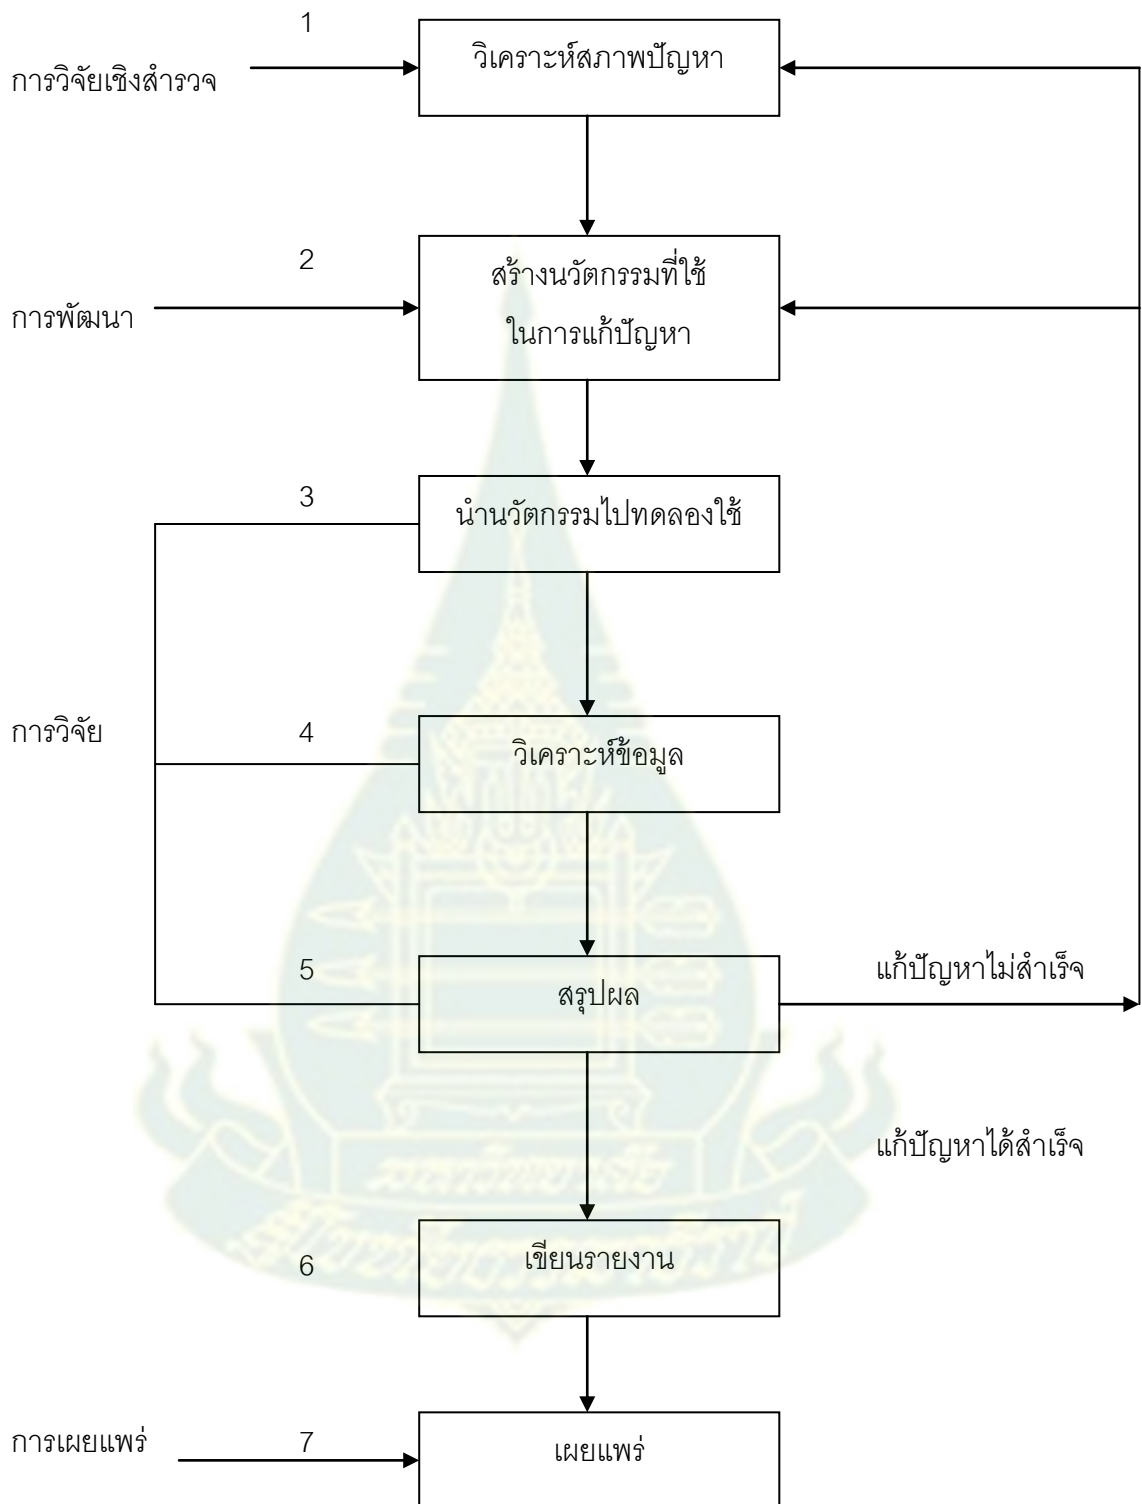 1
วิเคราะห์สภาพปัญหา
การวิจัยเชิงสำรวจ
2
สร้างนวัตกรรมที่ใช้
ในการแก้ปัญหา
การพัฒนา
3
นำนวัตกรรมไปทดลองใช้
การวิจัย
4
วิเคราะห์ข้อมูล
5
สรุปผล
แก้ปัญหาไม่สำเร็จ
แก้ปัญหาได้สำเร็จ
6
เขียนรายงาน
การเผยแพร่
7
เผยแพร่